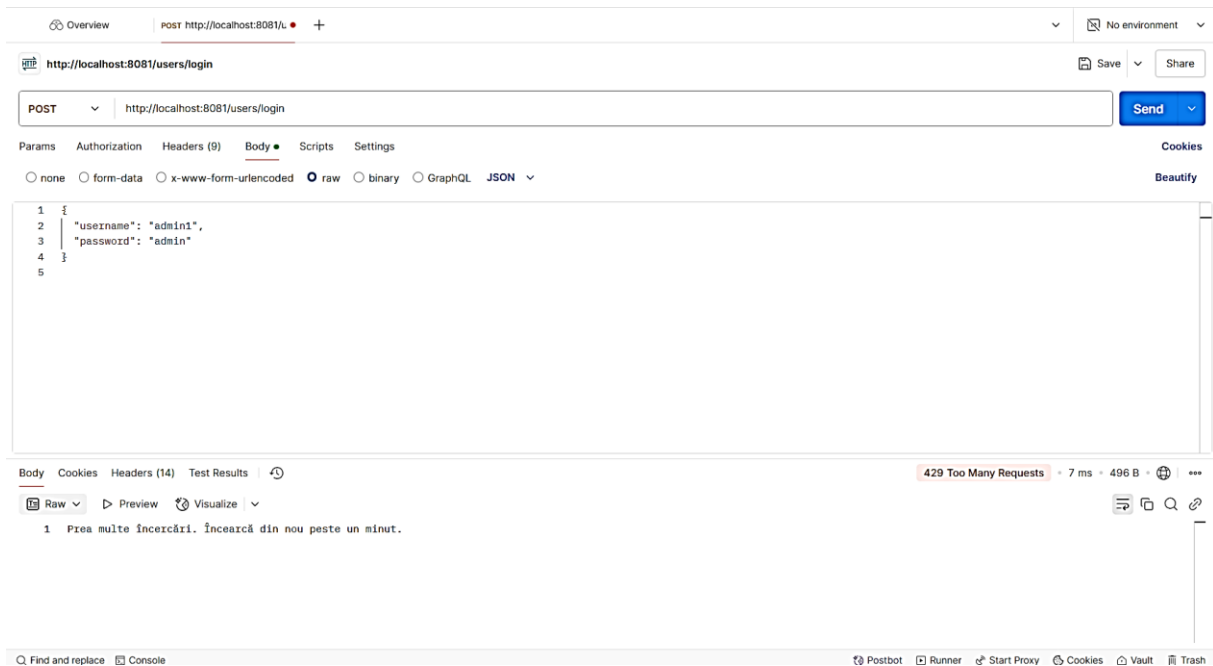 Overview POST http://localhost:8081/u No environment
HTTP http://localhost:8081/users/login Save Share
POST http://localhost:8081/users/login Send
Params Authorization Headers (9) Body Scripts Settings Cookies
none form-data x-www-form-urlencoded raw binary GraphQL JSON Beautify
1 {
2 "username": "admin1",
3 "password": "admin"
4 }
5
Body Cookies Headers (14) Test Results 429 Too Many Requests • 7 ms • 496 B
Raw Preview Visualize
1 Prea multe încercări. Încearcă din nou peste un minut.
Find and replace Console Postbot Runner Start Proxy Cookies Vault Trash